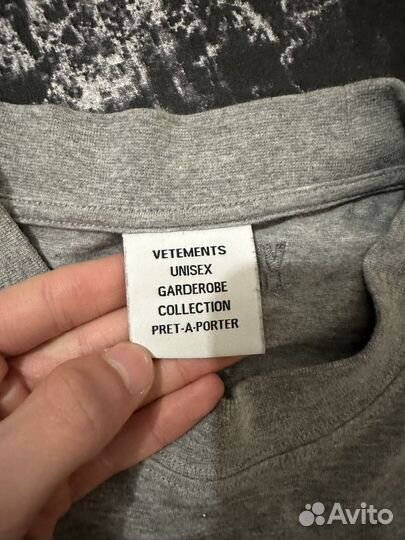 VETEMENTS
UNISEX
GARDEROBE
COLLECTION
PRET-A-PORTER
Avito